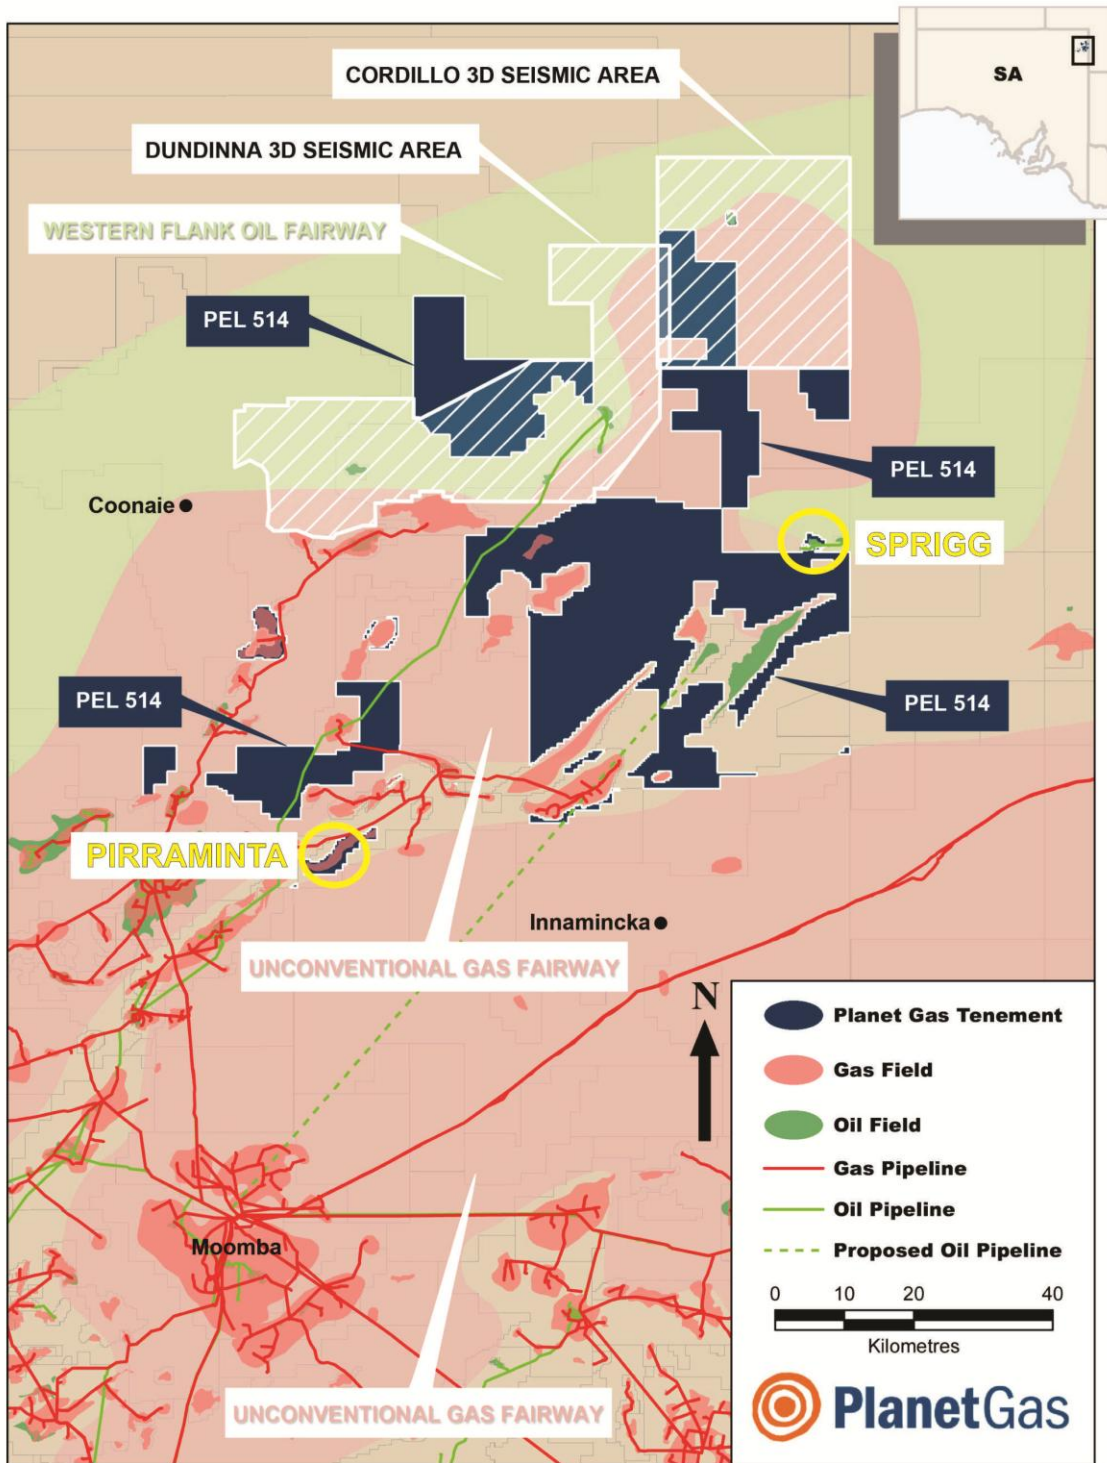 SA
CORDILLO 3D SEISMIC AREA
DUNDINNA 3D SEISMIC AREA
WESTERN FLANK OIL FAIRWAY
PEL 514
PEL 514
Coonaie
SPRIGG
PEL 514
PEL 514
PIRRAMINTA
Innamincka
UNCONVENTIONAL GAS FAIRWAY
N
Planet Gas Tenement
Gas Field
Oil Field
Gas Pipeline
Oil Pipeline
Proposed Oil Pipeline
Moomba
0 10 20 40
Kilometres
UNCONVENTIONAL GAS FAIRWAY
PlanetGas